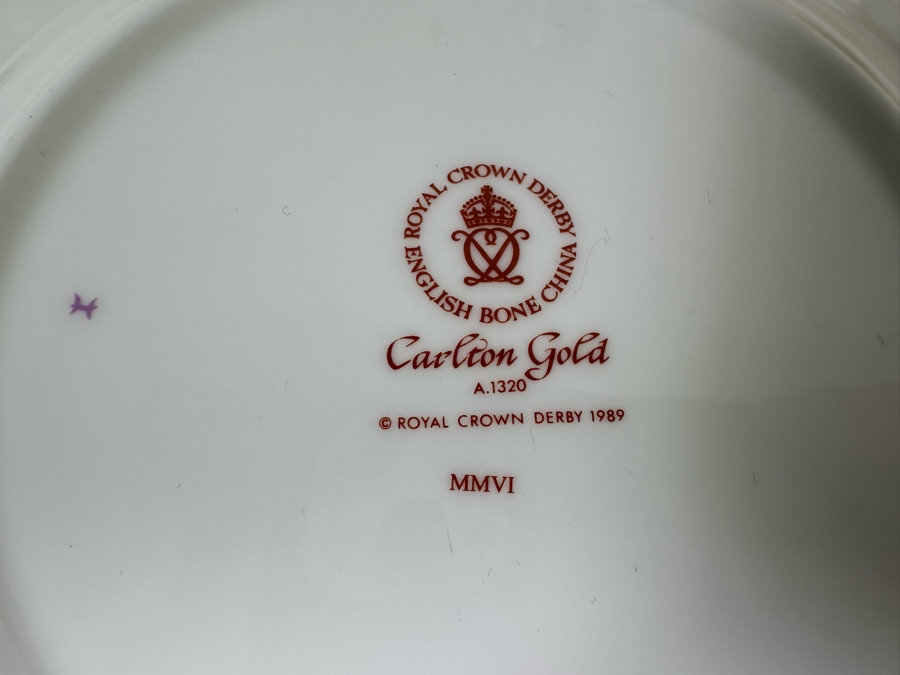 ROYAL CROWN DERBY
ENGLISH BONE CHINA
Carlton Gold
A.1320
© ROYAL CROWN DERBY 1989
MMVI